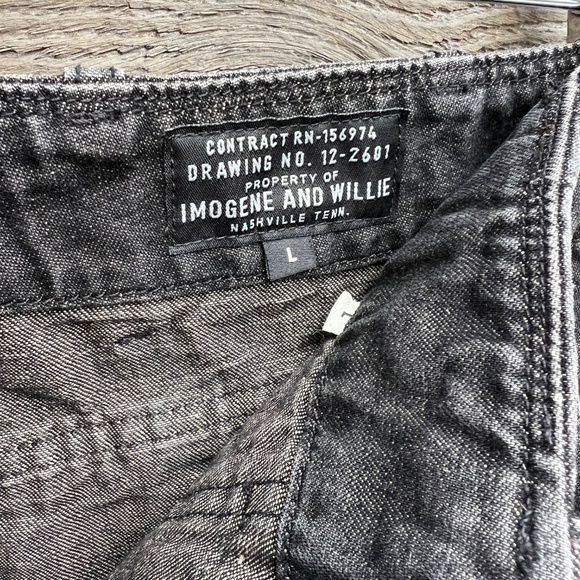 CONTRACT RN-156974
DRAWING NO. 12-2601
PROPERTY OF
IMOGENE AND WILLIE
NASHVILLE TENN.
L